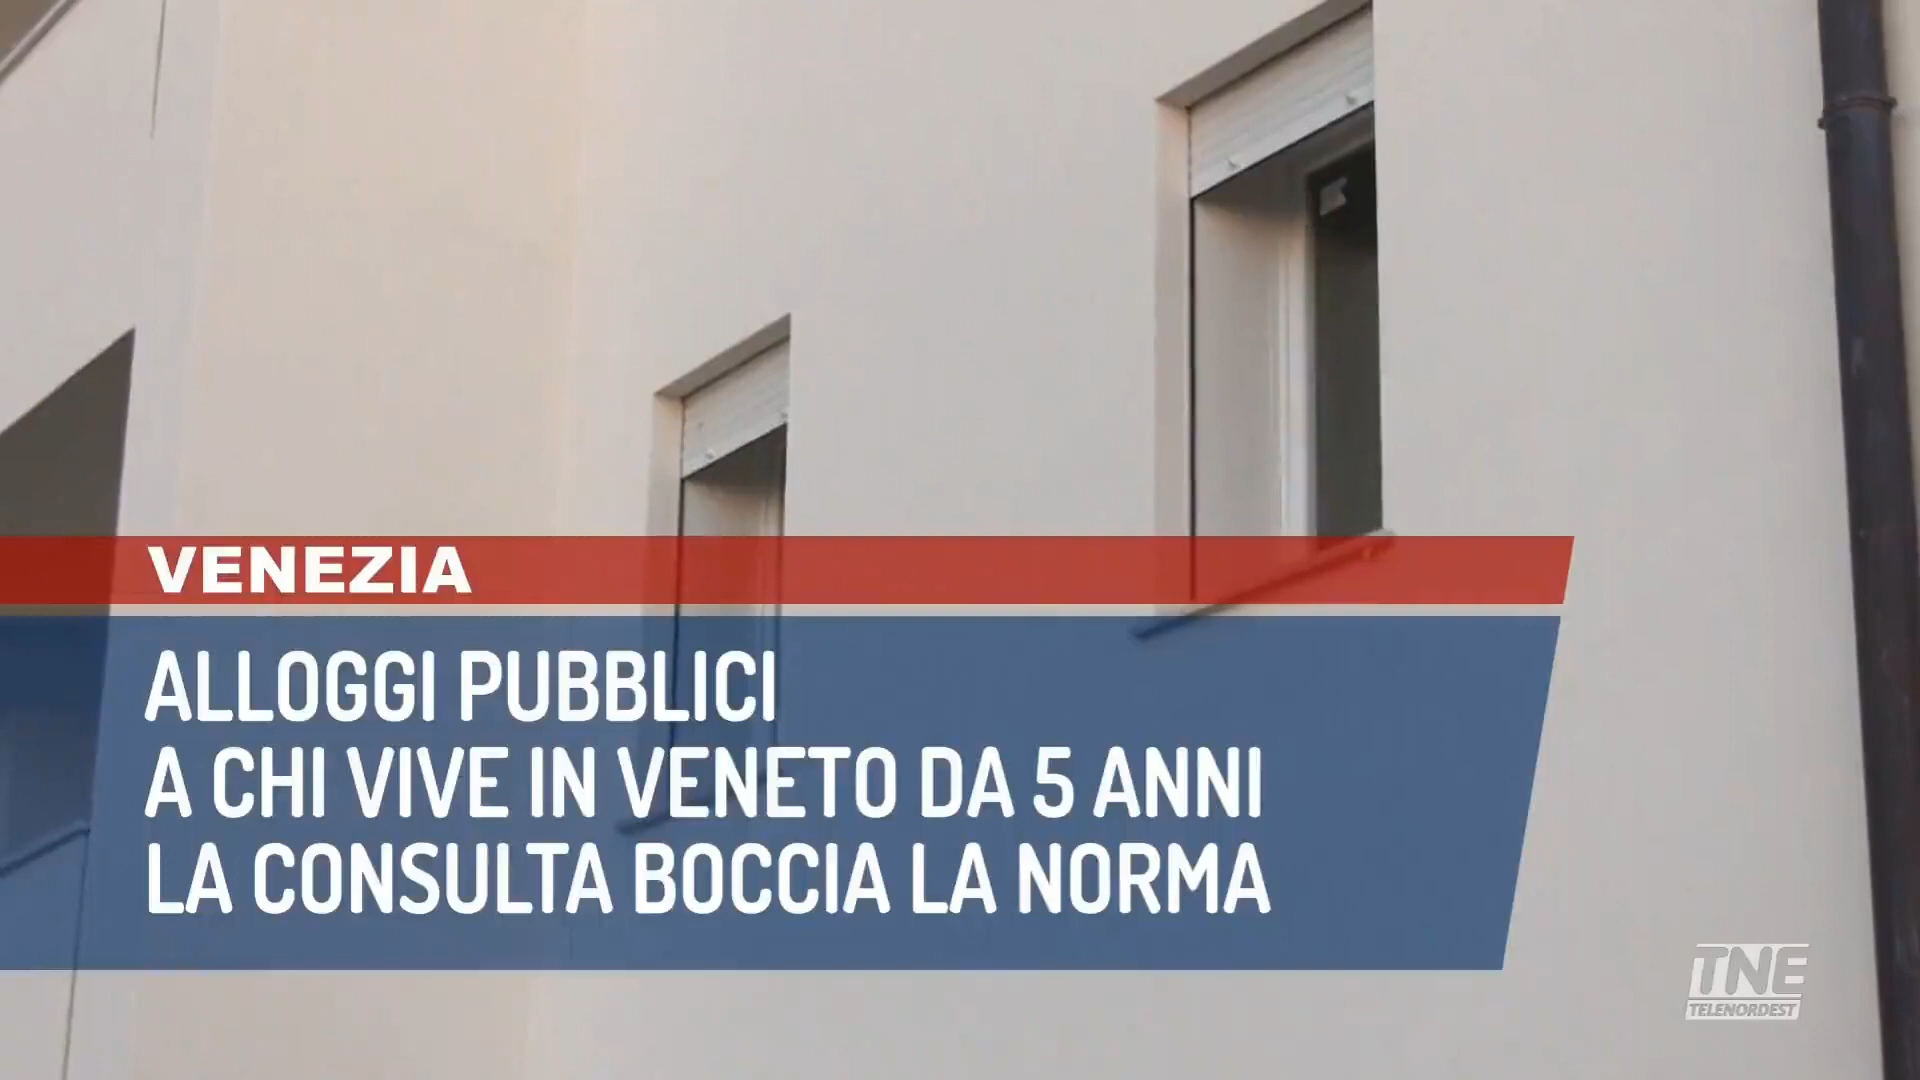 VENEZIA
ALLOGGI PUBBLICI
A CHI VIVE IN VENETO DA 5 ANNI
LA CONSULTA BOCCIA LA NORMA
TNE
TELENORDEST